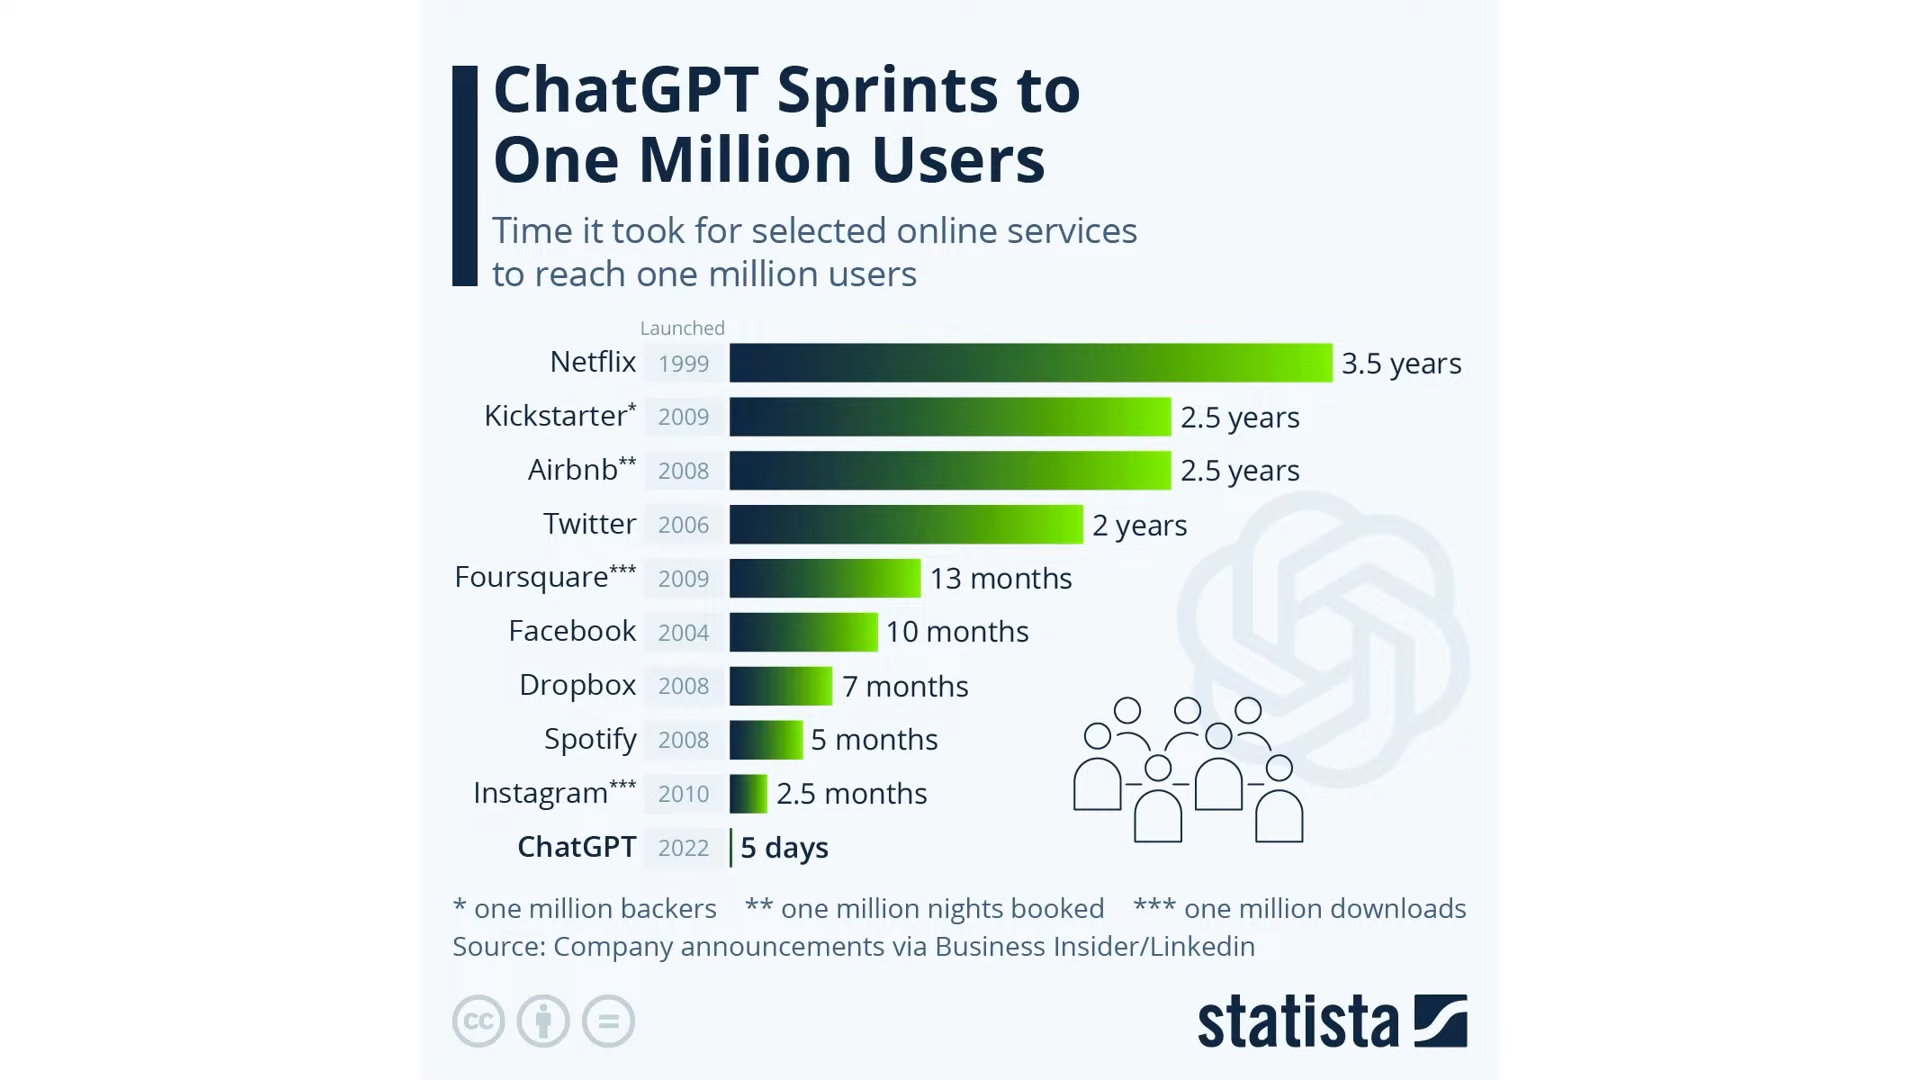 ChatGPT Sprints to
One Million Users
Time it took for selected online services
to reach one million users
Launched
Netflix 1999 3.5 years
Kickstarter* 2009 2.5 years
Airbnb** 2008 2.5 years
Twitter 2006 2 years
Foursquare*** 2009 13 months
Facebook 2004 10 months
Dropbox 2008 7 months
Spotify 2008 5 months
Instagram*** 2010 2.5 months
ChatGPT 2022 5 days
* one million backers ** one million nights booked *** one million downloads
Source: Company announcements via Business Insider/Linkedin
cc = statista